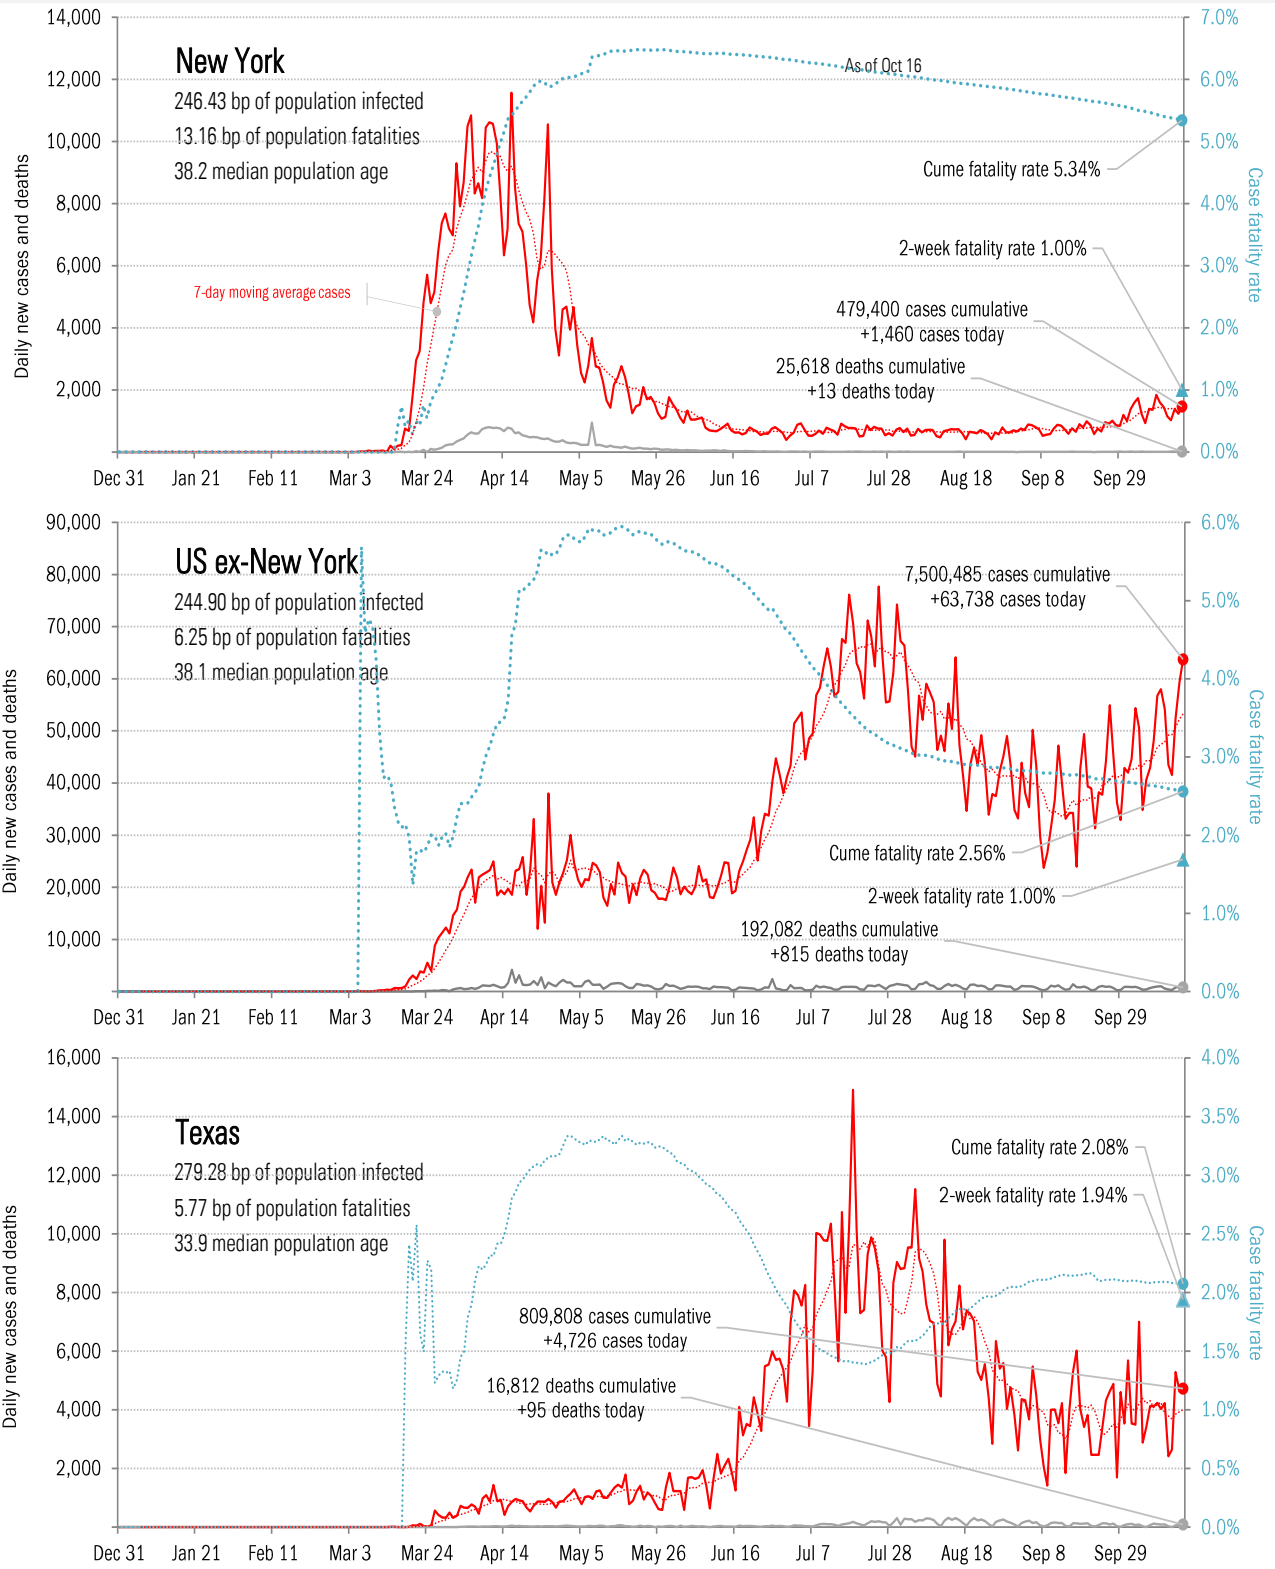 14,000
12,000
10,000
8,000
6,000
4,000
2,000
Daily new cases and deaths
New York
246.43 bp of population infected
13.16 bp of population fatalities
38.2 median population age
7-day moving average cases
As of Oct 16
Cume fatality rate 5.34%
2-week fatality rate 1.00%
479,400 cases cumulative
+1,460 cases today
25,618 deaths cumulative
+13 deaths today
7.0%
6.0%
5.0%
4.0%
3.0%
2.0%
1.0%
0.0%
Case fatality rate
Dec 31 Jan 21 Feb 11 Mar 3 Mar 24 Apr 14 May 5 May 26 Jun 16 Jul 7 Jul 28 Aug 18 Sep 8 Sep 29
90,000
80,000
70,000
60,000
50,000
40,000
30,000
20,000
10,000
Daily new cases and deaths
US ex-New York
244.90 bp of population infected
6.25 bp of population fatalities
38.1 median population age
7,500,485 cases cumulative
+63,738 cases today
Cume fatality rate 2.56%
2-week fatality rate 1.00%
192,082 deaths cumulative
+815 deaths today
6.0%
5.0%
4.0%
3.0%
2.0%
1.0%
0.0%
Case fatality rate
Dec 31 Jan 21 Feb 11 Mar 3 Mar 24 Apr 14 May 5 May 26 Jun 16 Jul 7 Jul 28 Aug 18 Sep 8 Sep 29
16,000
14,000
12,000
10,000
8,000
6,000
4,000
2,000
Daily new cases and deaths
Texas
279.28 bp of population infected
5.77 bp of population fatalities
33.9 median population age
Cume fatality rate 2.08%
2-week fatality rate 1.94%
809,808 cases cumulative
+4,726 cases today
16,812 deaths cumulative
+95 deaths today
4.0%
3.5%
3.0%
2.5%
2.0%
1.5%
1.0%
0.5%
0.0%
Case fatality rate
Dec 31 Jan 21 Feb 11 Mar 3 Mar 24 Apr 14 May 5 May 26 Jun 16 Jul 7 Jul 28 Aug 18 Sep 8 Sep 29